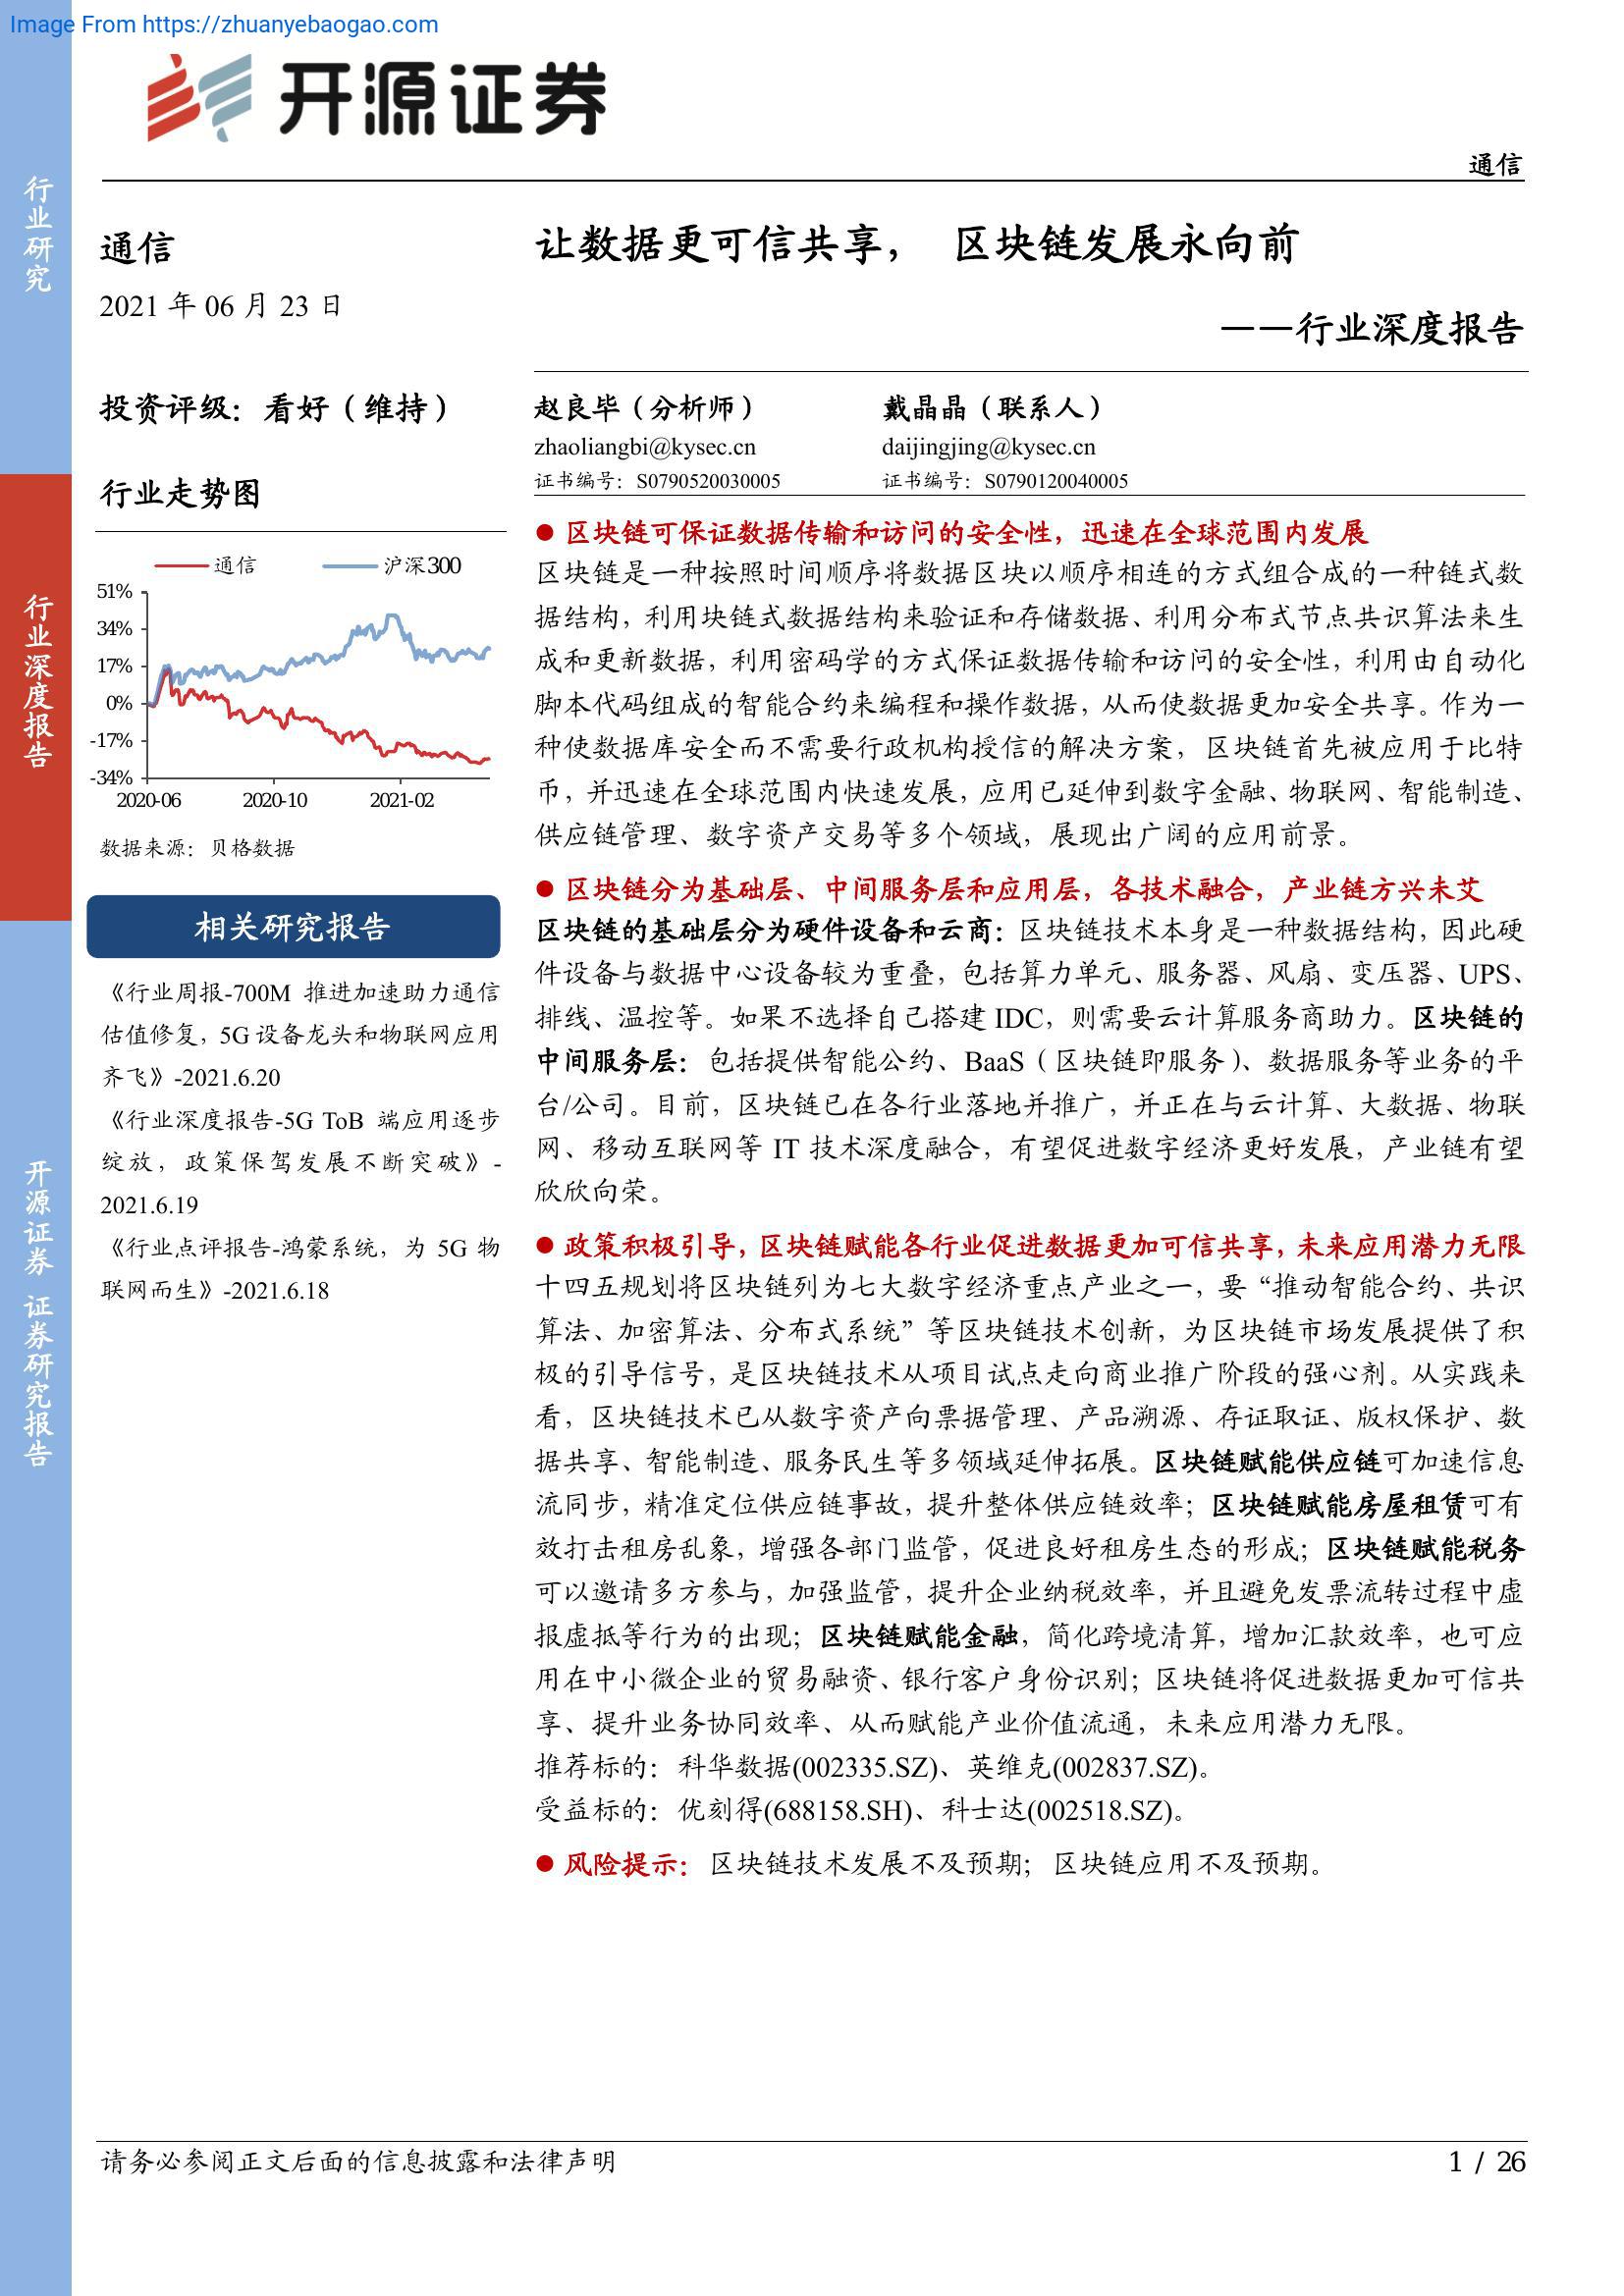 Image From https://zhuanyebaogao.com
开源证券
通信
行业研究
行业深度报告
开源证券 证券研究报告
通信
2021 年 06 月 23 日
投资评级：看好（维持）
行业走势图
通信
沪深300
51%
34%
17%
0%
-17%
-34%
2020-06
2020-10
2021-02
数据来源：贝格数据
相关研究报告
《行业周报-700M 推进加速助力通信
估值修复，5G设备龙头和物联网应用
齐飞》-2021.6.20
《行业深度报告-5G ToB 端应用逐步
绽放，政策保驾发展不断突破》-
2021.6.19
《行业点评报告-鸿蒙系统，为 5G 物
联网而生》-2021.6.18
让数据更可信共享， 区块链发展永向前
——行业深度报告
赵良毕（分析师）
戴晶晶（联系人）
zhaoliangbi@kysec.cn
daijingjing@kysec.cn
证书编号：S0790520030005
证书编号：S0790120040005
● 区块链可保证数据传输和访问的安全性，迅速在全球范围内发展
区块链是一种按照时间顺序将数据区块以顺序相连的方式组合成的一种链式数
据结构，利用块链式数据结构来验证和存储数据、利用分布式节点共识算法来生
成和更新数据，利用密码学的方式保证数据传输和访问的安全性，利用由自动化
脚本代码组成的智能合约来编程和操作数据，从而使数据更加安全共享。作为一
种使数据库安全而不需要行政机构授信的解决方案，区块链首先被应用于比特
币，并迅速在全球范围内快速发展，应用已延伸到数字金融、物联网、智能制造、
供应链管理、数字资产交易等多个领域，展现出广阔的应用前景。
● 区块链分为基础层、中间服务层和应用层，各技术融合，产业链方兴未艾
区块链的基础层分为硬件设备和云商：区块链技术本身是一种数据结构，因此硬
件设备与数据中心设备较为重叠，包括算力单元、服务器、风扇、变压器、UPS、
排线、温控等。如果不选择自己搭建 IDC，则需要云计算服务商助力。区块链的
中间服务层：包括提供智能公约、BaaS（区块链即服务）、数据服务等业务的平
台/公司。目前，区块链已在各行业落地并推广，并正在与云计算、大数据、物联
网、移动互联网等 IT 技术深度融合，有望促进数字经济更好发展，产业链有望
欣欣向荣。
● 政策积极引导，区块链赋能各行业促进数据更加可信共享，未来应用潜力无限
十四五规划将区块链列为七大数字经济重点产业之一，要“推动智能合约、共识
算法、加密算法、分布式系统”等区块链技术创新，为区块链市场发展提供了积
极的引导信号，是区块链技术从项目试点走向商业推广阶段的强心剂。从实践来
看，区块链技术已从数字资产向票据管理、产品溯源、存证取证、版权保护、数
据共享、智能制造、服务民生等多领域延伸拓展。区块链赋能供应链可加速信息
流同步，精准定位供应链事故，提升整体供应链效率；区块链赋能房屋租赁可有
效打击租房乱象，增强各部门监管，促进良好租房生态的形成；区块链赋能税务
可以邀请多方参与，加强监管，提升企业纳税效率，并且避免发票流转过程中虚
报虚抵等行为的出现；区块链赋能金融，简化跨境清算，增加汇款效率，也可应
用在中小微企业的贸易融资、银行客户身份识别；区块链将促进数据更加可信共
享、提升业务协同效率、从而赋能产业价值流通，未来应用潜力无限。
推荐标的：科华数据(002335.SZ)、英维克(002837.SZ)。
受益标的：优刻得(688158.SH)、科士达(002518.SZ)。
● 风险提示：区块链技术发展不及预期；区块链应用不及预期。
请务必参阅正文后面的信息披露和法律声明
1 / 26